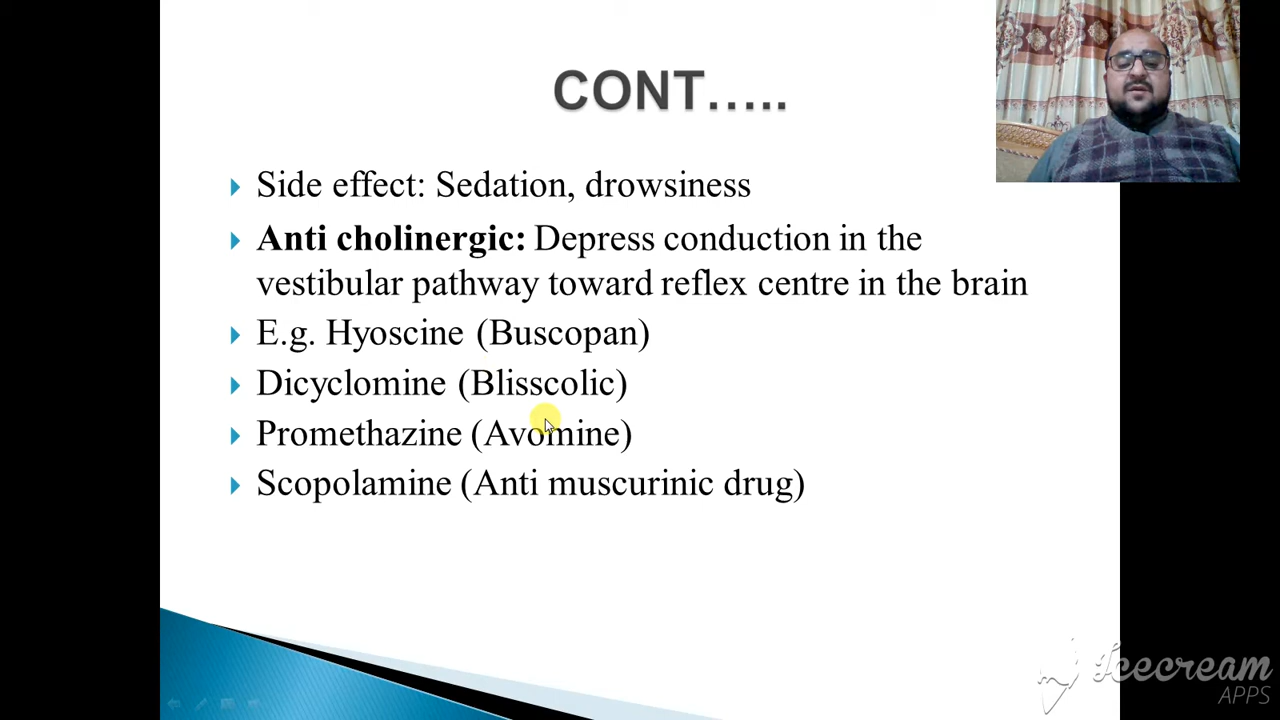 CONT…..
Side effect: Sedation, drowsiness
Anti cholinergic: Depress conduction in the
vestibular pathway toward reflex centre in the brain
E.g. Hyoscine (Buscopan)
Dicyclomine (Blisscolic)
Promethazine (Avomine)
Scopolamine (Anti muscurinic drug)
Icecream
APPS